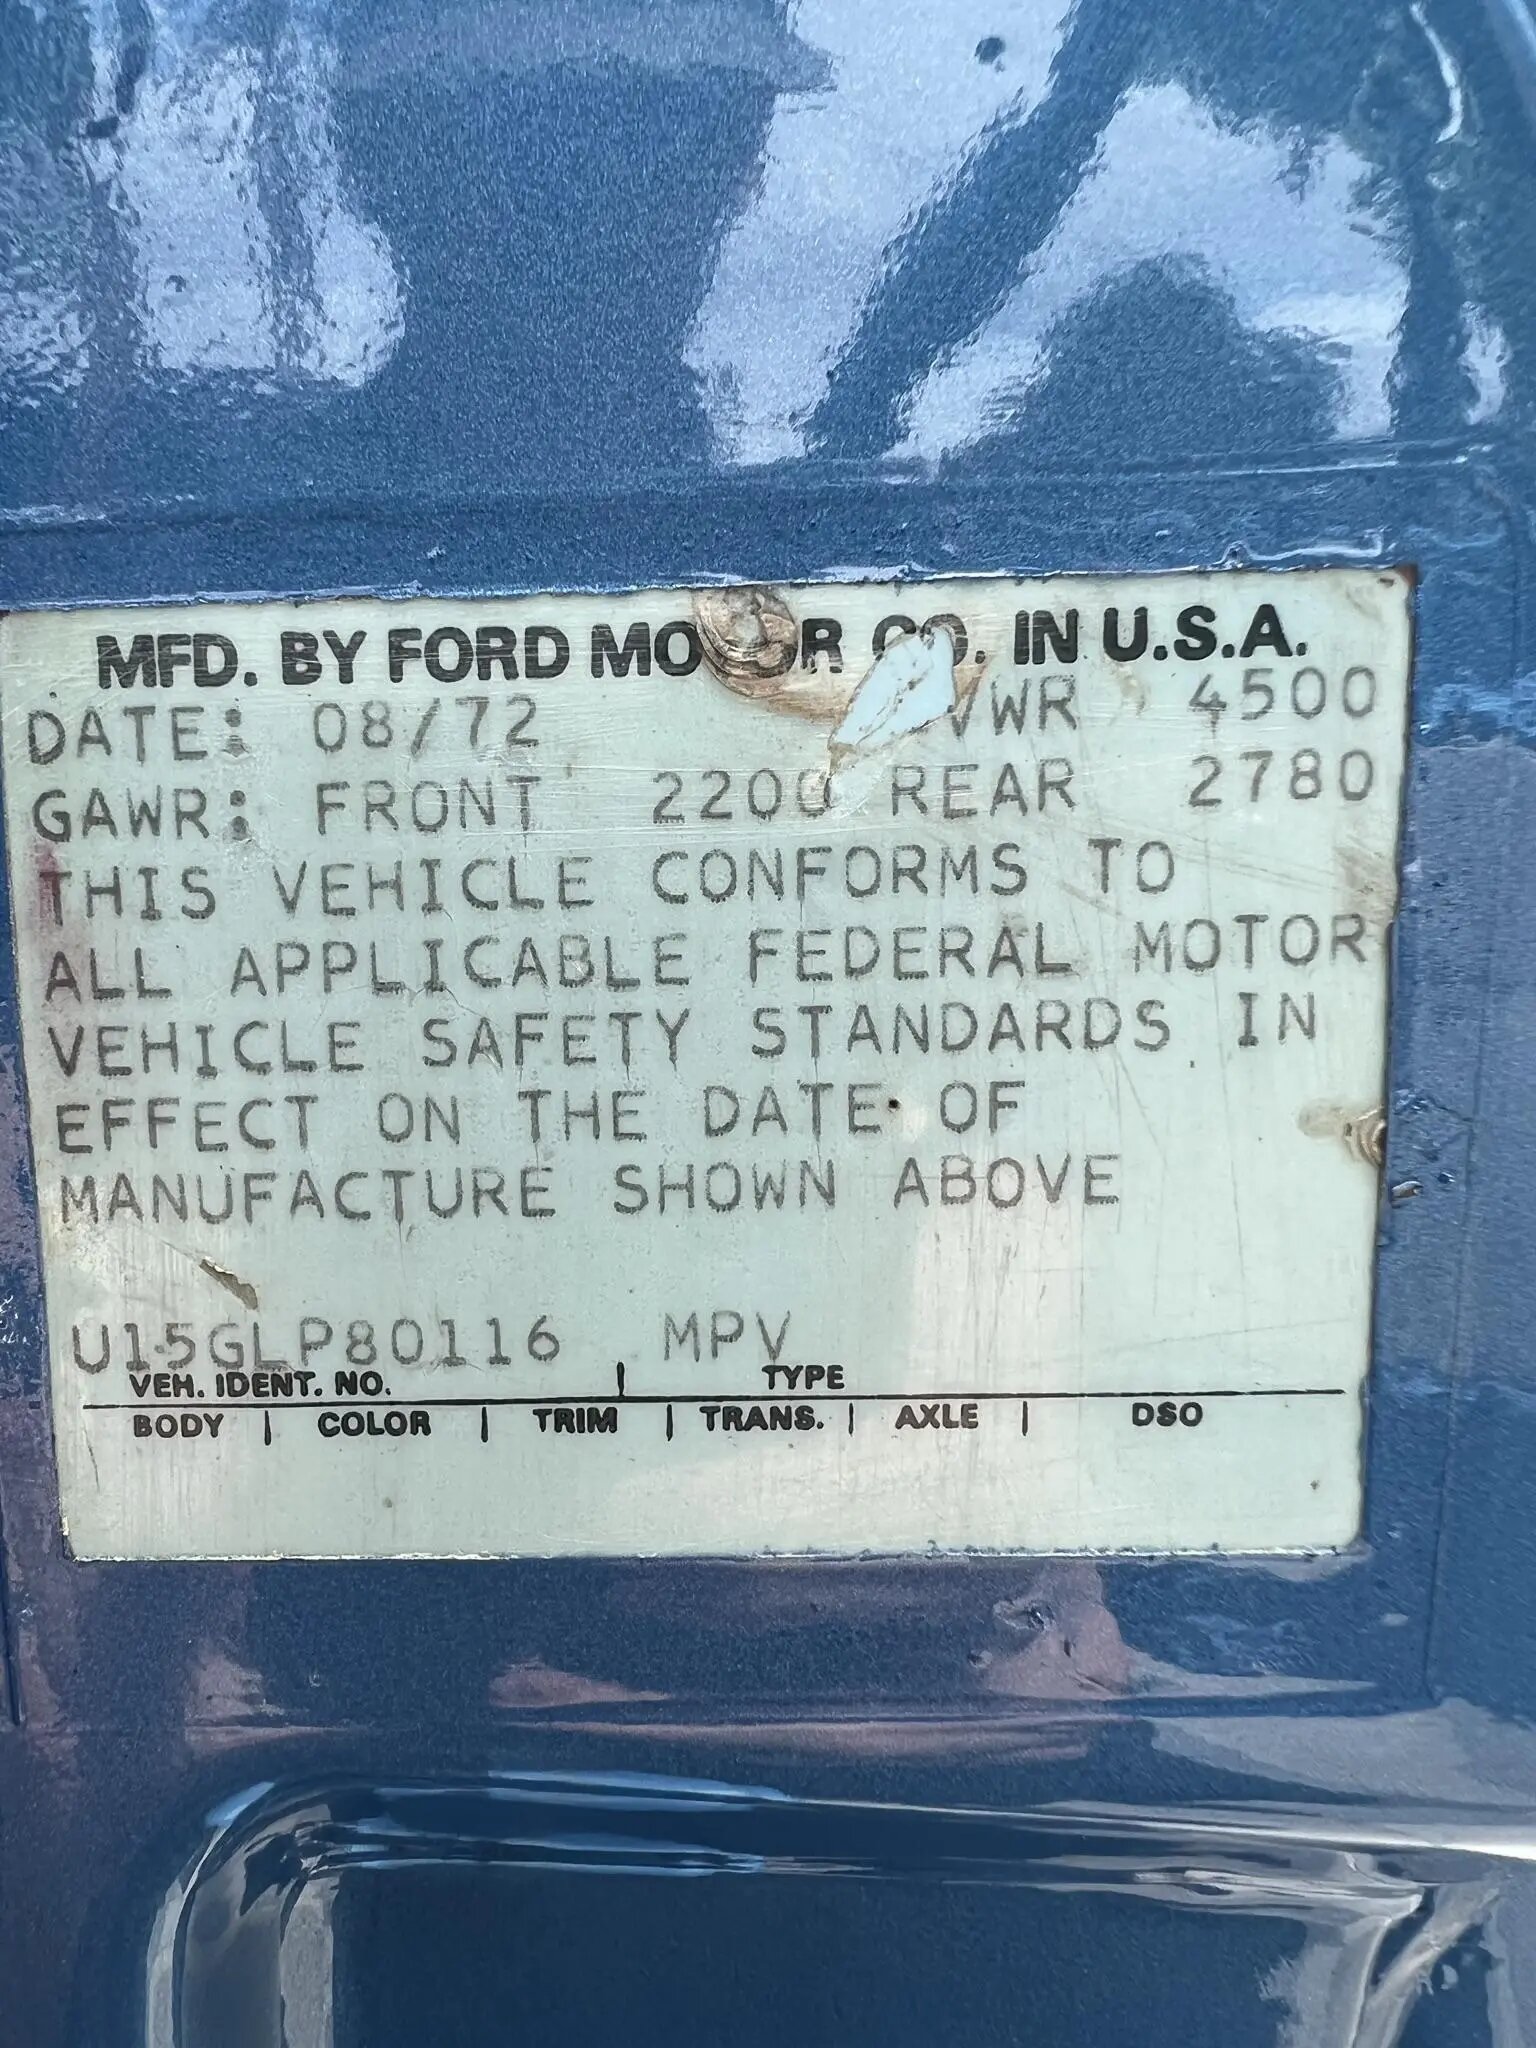 MFD. BY FORD MO OR CO. IN U.S.A.
DATE: 08/72 VWR 4500
GAWR: FRONT 2200 REAR 2780
THIS VEHICLE CONFORMS TO
ALL APPLICABLE FEDERAL MOTOR
VEHICLE SAFETY STANDARDS IN
EFFECT ON THE DATE OF
MANUFACTURE SHOWN ABOVE
U15GLP80116 MPV
VEH. IDENT. NO. | TYPE
BODY | COLOR | TRIM | TRANS. | AXLE | DSO